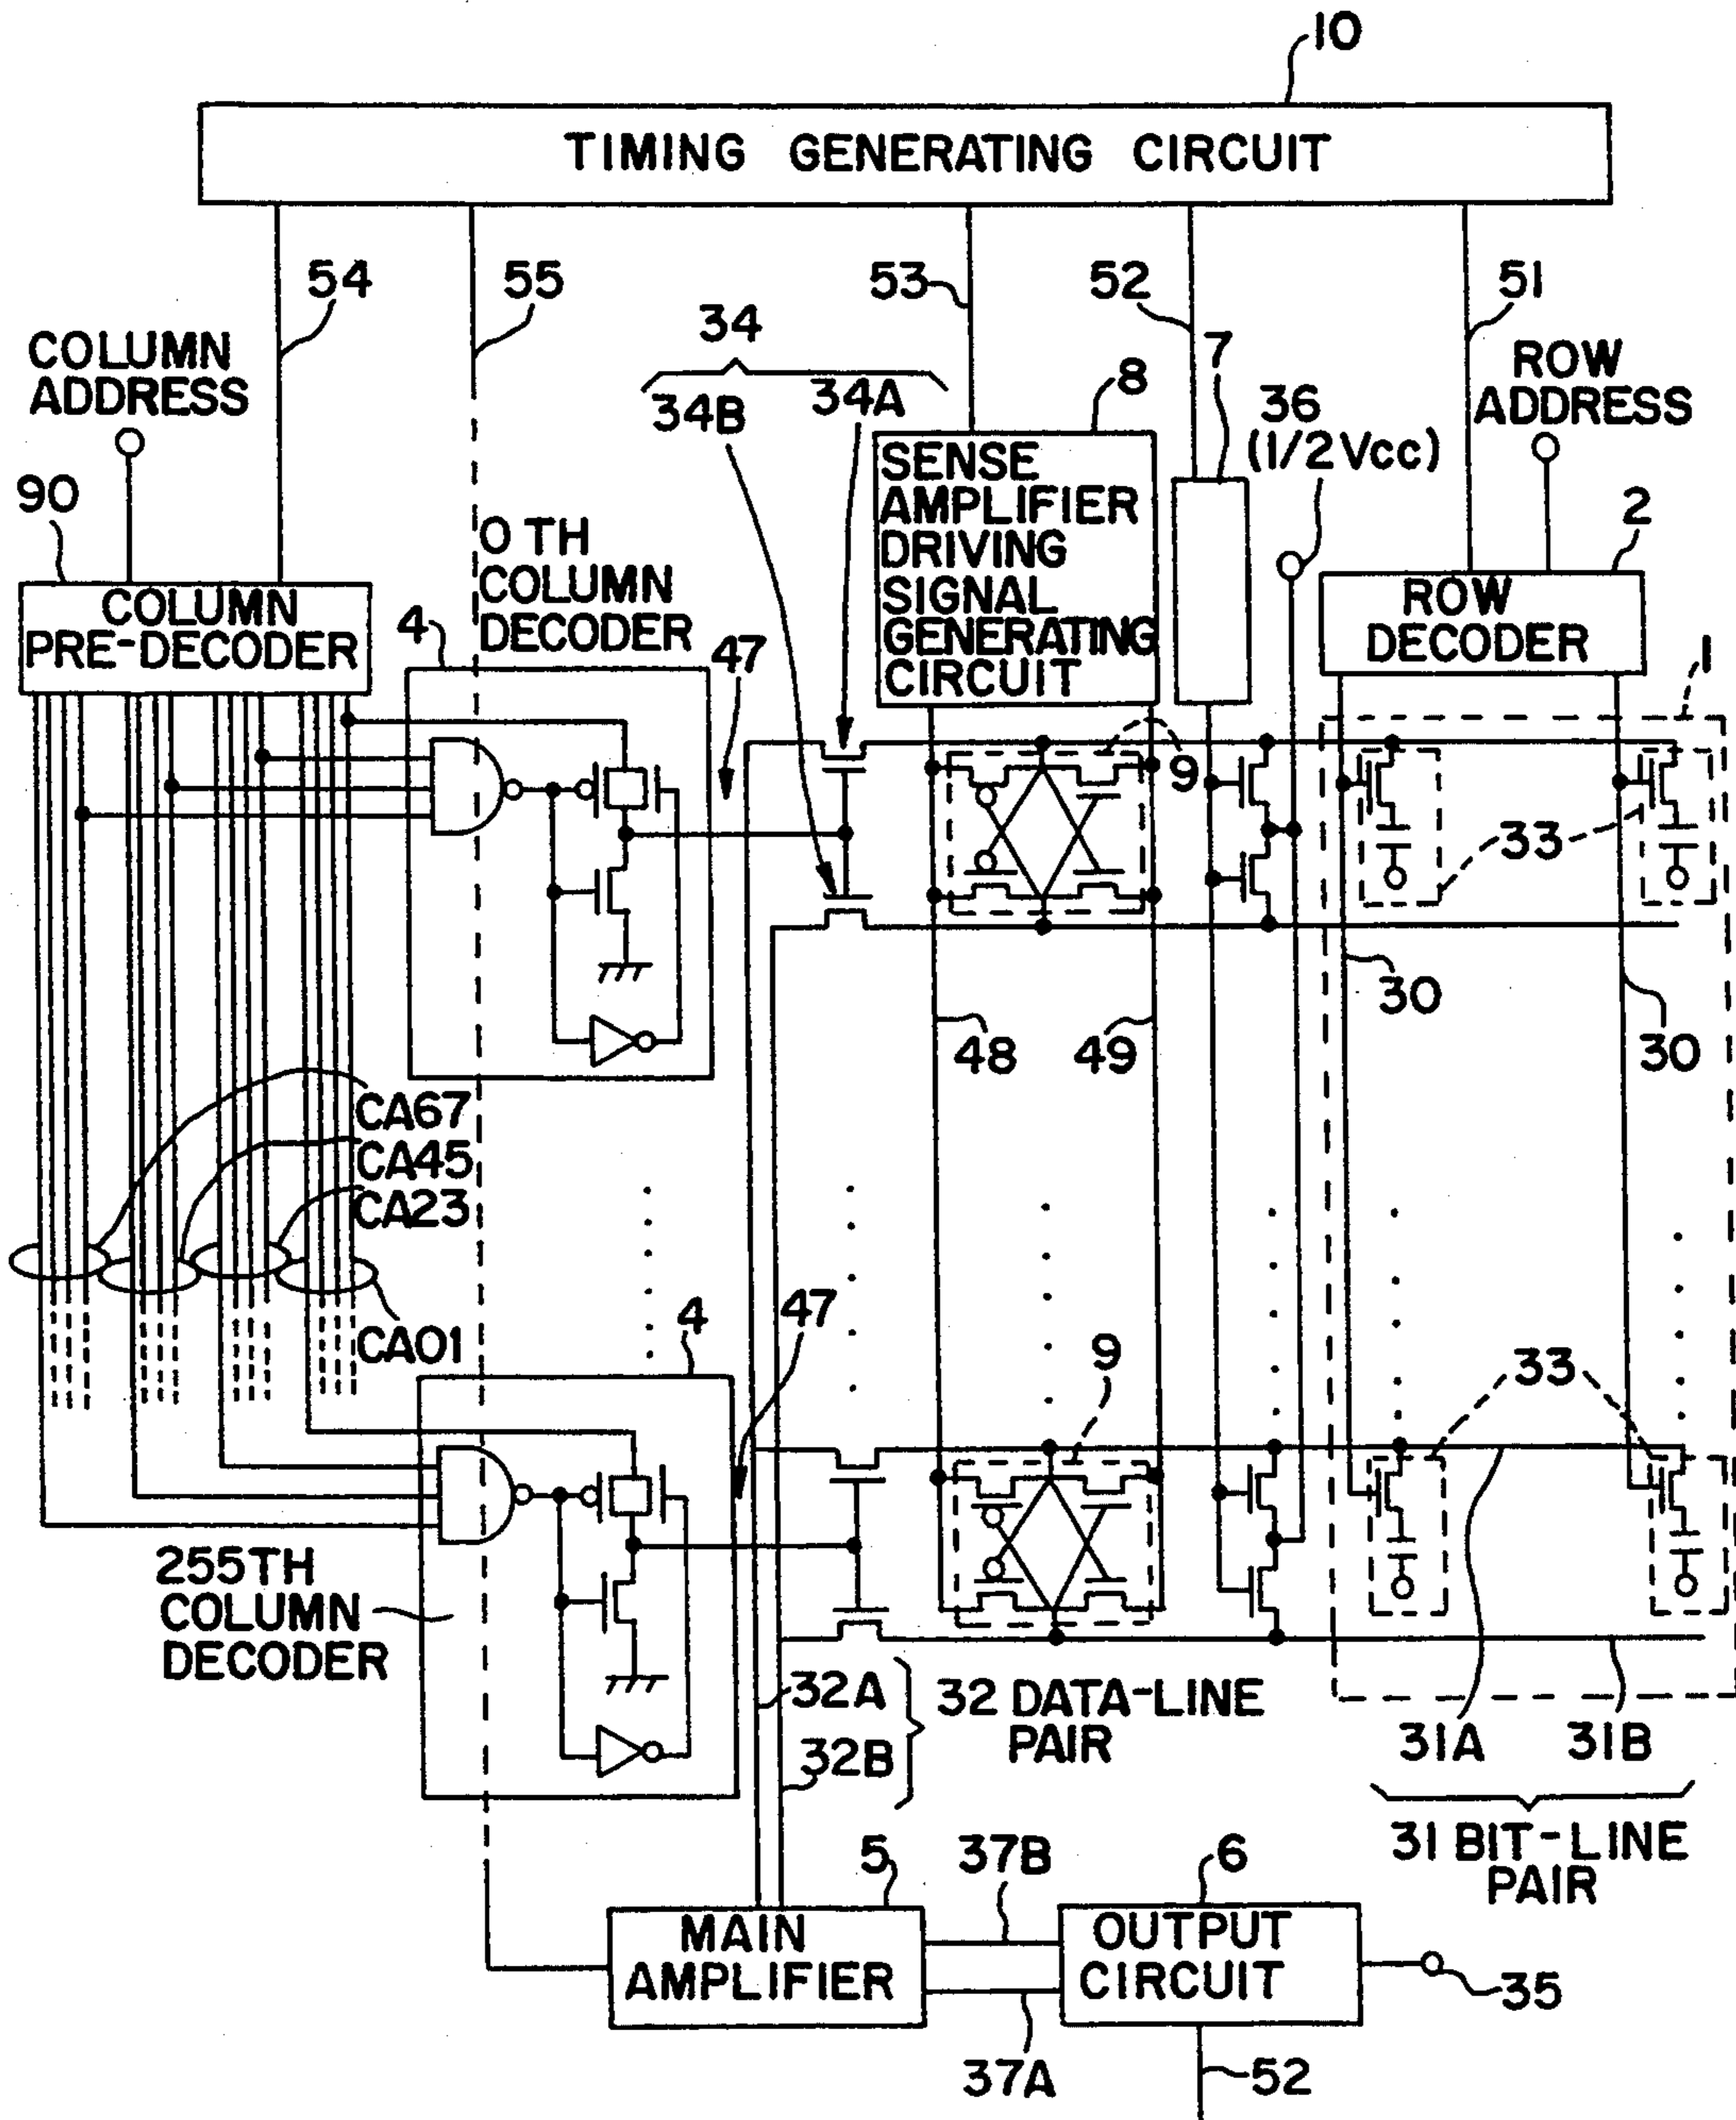 10
TIMING GENERATING CIRCUIT
54
55
53
52
51
COLUMN
ADDRESS
34
34B
34A
8
7
36
(1/2 Vcc)
ROW
ADDRESS
90
COLUMN
PRE-DECODER
4
0 TH
COLUMN
DECODER
47
SENSE
AMPLIFIER
DRIVING
SIGNAL
GENERATING
CIRCUIT
2
ROW
DECODER
1
9
33
30
30
48
49
CA67
CA45
CA23
CA01
4
47
9
33
255TH
COLUMN
DECODER
32A
32B
32 DATA-LINE
PAIR
31A
31B
31 BIT-LINE
PAIR
5
MAIN
AMPLIFIER
37B
37A
6
OUTPUT
CIRCUIT
35
52